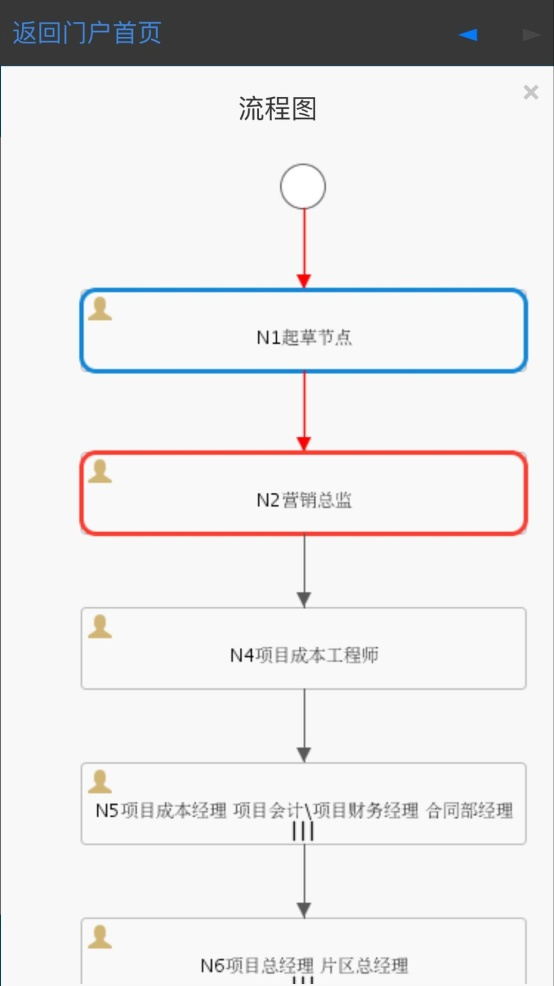 返回门户首页
流程图
N1起草节点
N2营销总监
N4项目成本工程师
N5项目成本经理 项目会计\项目财务经理 合同部经理
N6项目总经理 片区总经理